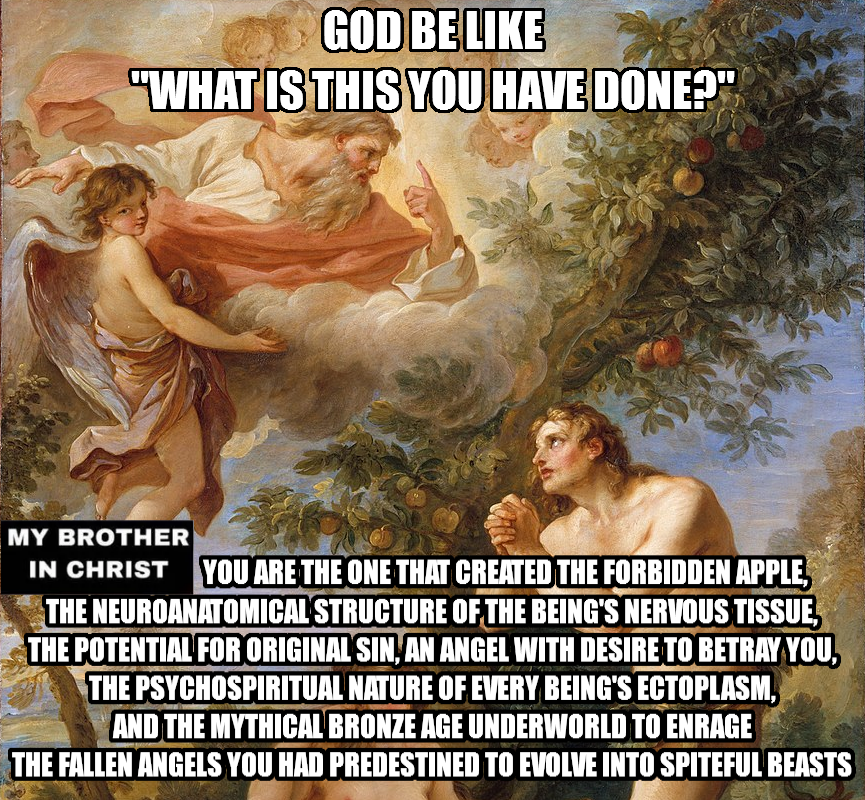 GOD BE LIKE
"WHAT IS THIS YOU HAVE DONE?"
MY BROTHER
IN CHRIST
YOU ARE THE ONE THAT CREATED THE FORBIDDEN APPLE,
THE NEUROANATOMICAL STRUCTURE OF THE BEING'S NERVOUS TISSUE,
THE POTENTIAL FOR ORIGINAL SIN, AN ANGEL WITH DESIRE TO BETRAY YOU,
THE PSYCHOSPIRITUAL NATURE OF EVERY BEING'S ECTOPLASM,
AND THE MYTHICAL BRONZE AGE UNDERWORLD TO ENRAGE
THE FALLEN ANGELS YOU HAD PREDESTINED TO EVOLVE INTO SPITEFUL BEASTS